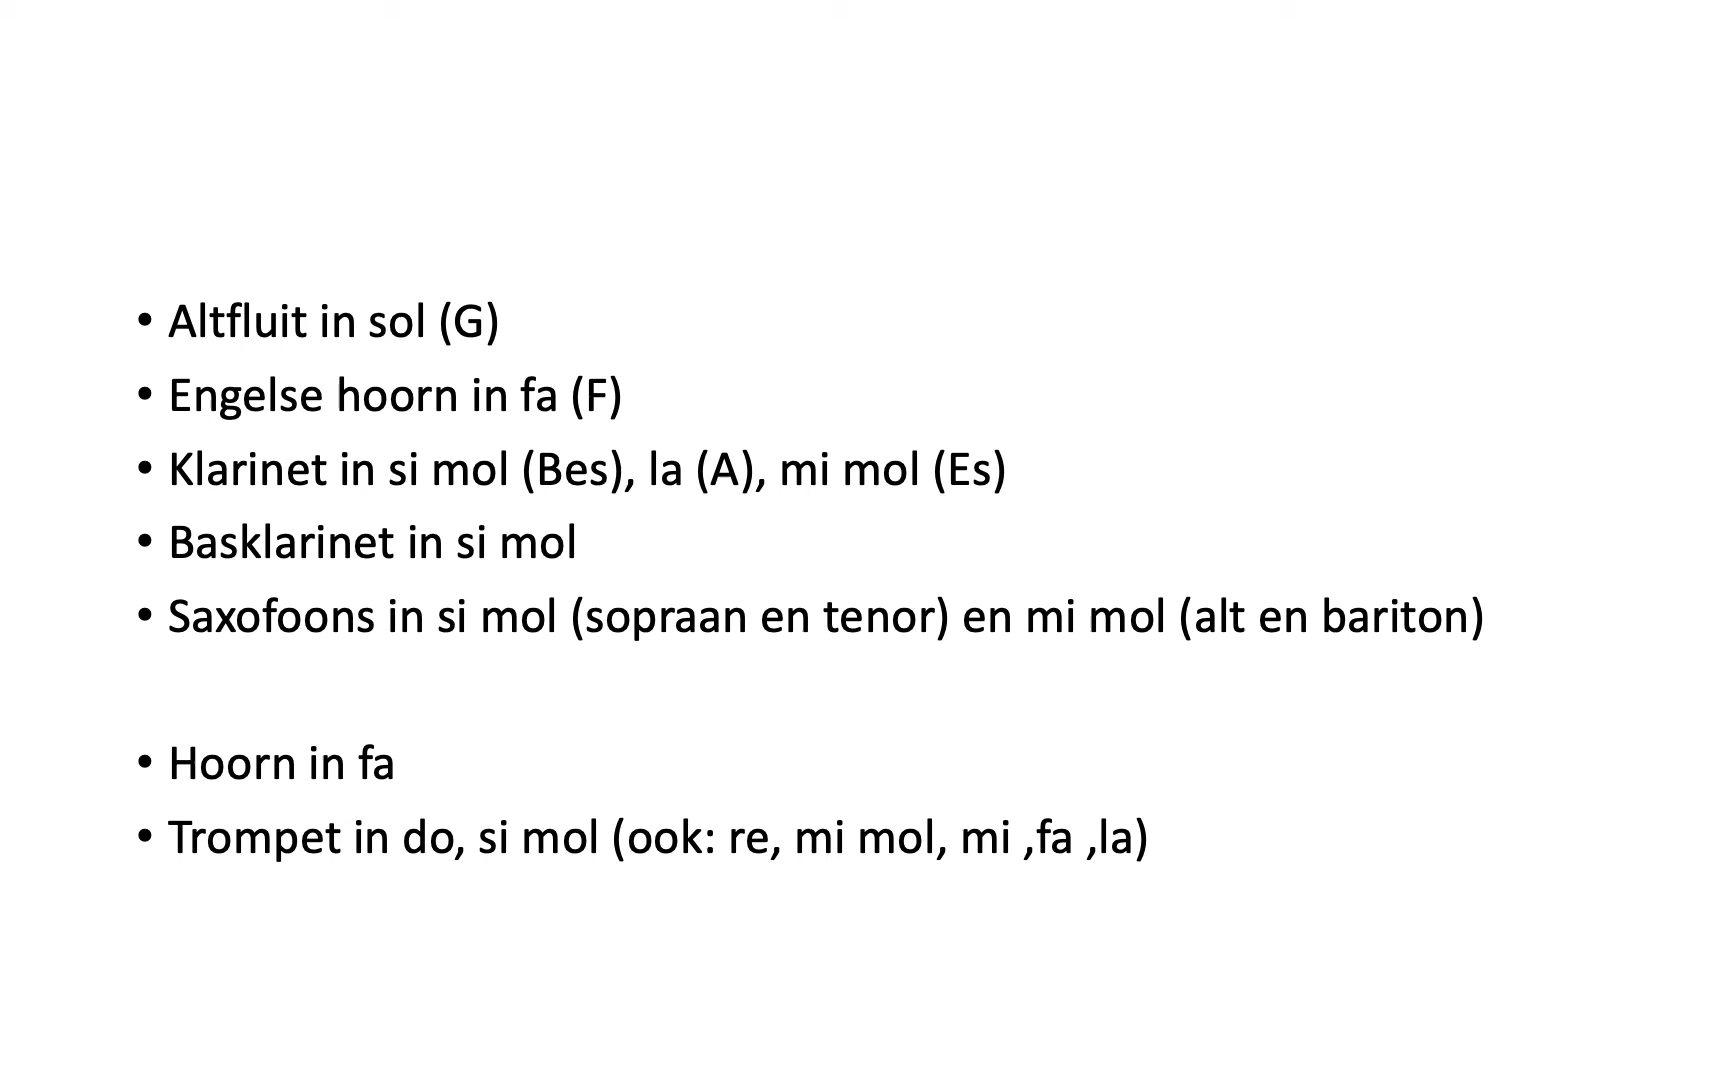 • Altfluit in sol (G)
• Engelse hoorn in fa (F)
• Klarinet in si mol (Bes), la (A), mi mol (Es)
• Basklarinet in si mol
• Saxofoons in si mol (sopraan en tenor) en mi mol (alt en bariton)
• Hoorn in fa
• Trompet in do, si mol (ook: re, mi mol, mi ,fa ,la)